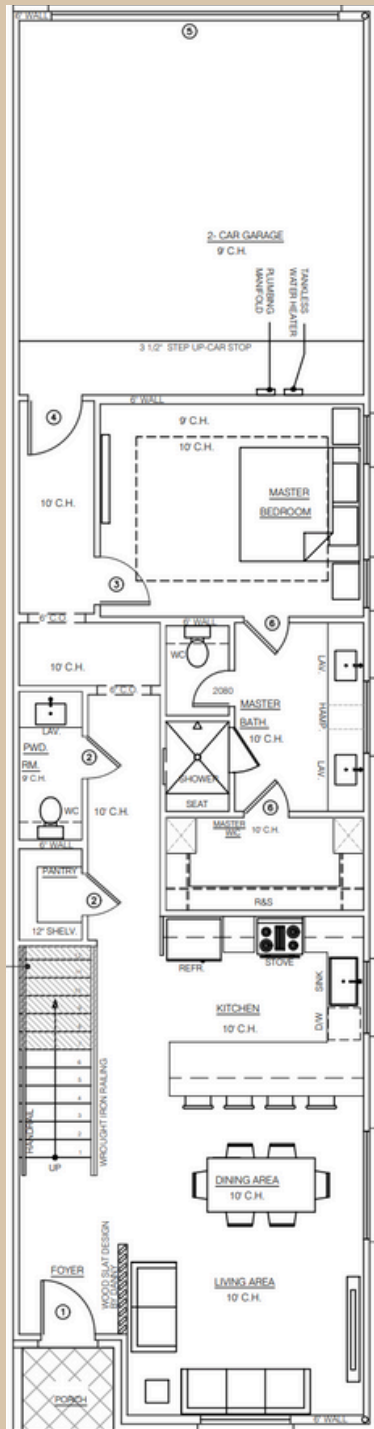 6" WALL
5
2- CAR GARAGE
9' C.H.
PLUMBING
MANIFOLD
TANKLESS
WATER HEATER
3 1/2" STEP UP-CAR STOP
6" WALL
4
9' C.H.
10' C.H.
MASTER
BEDROOM
10' C.H.
3
6" C.O.
6" WALL
6
10' C.H.
WC
LAV.
6" C.O.
2080
MASTER
BATH.
10' C.H.
HAMP.
LAV.
PWD.
RM.
9' C.H.
2
LAV.
WC
10' C.H.
SHOWER
SEAT
6
6" WALL
MASTER
WIC
10' C.H.
PANTRY
2
12" SHELV.
R&S
REFR.
STOVE
SINK
D/W
KITCHEN
10' C.H.
HANDRAIL
UP
WROUGHT IRON RAILING
DINING AREA
10' C.H.
FOYER
WOOD SLAT DESIGN
BY DANNY
LIVING AREA
10' C.H.
1
PORCH
6" WALL